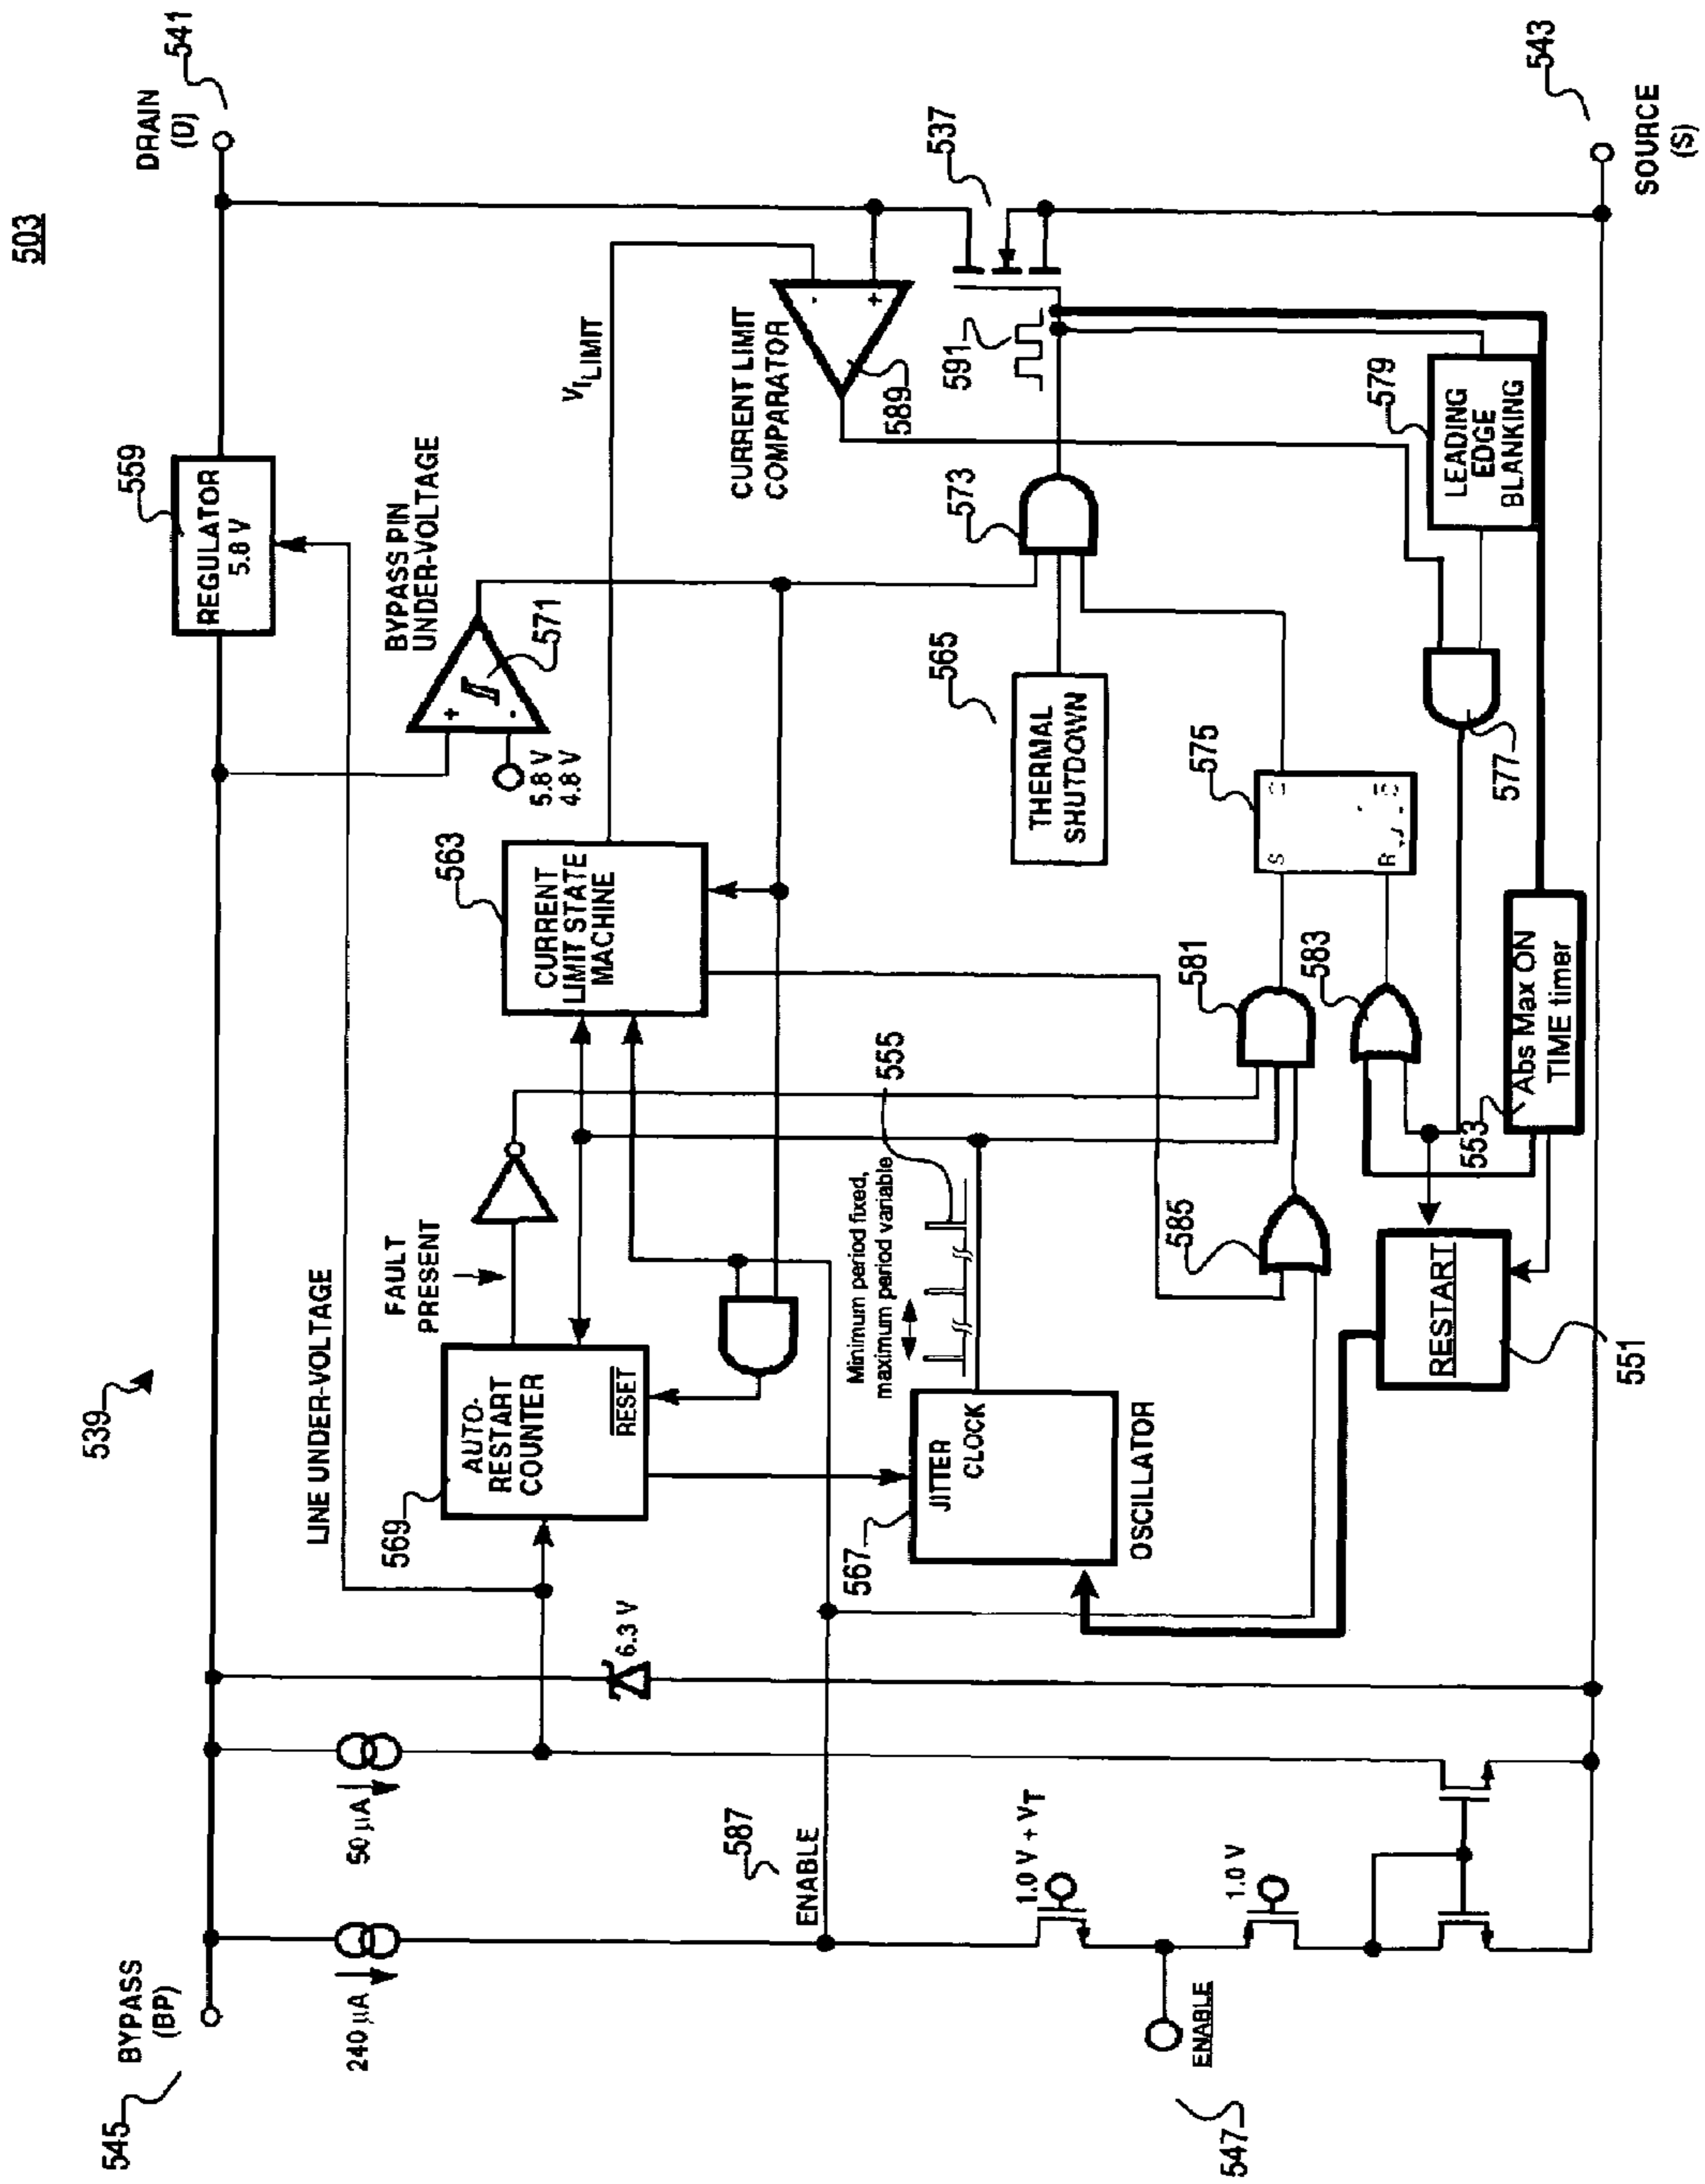 503
539
545
BYPASS
(BP)
240 µA
50 µA
LINE UNDER-VOLTAGE
559
REGULATOR
5.8 V
DRAIN
(D)
541
BYPASS PIN
UNDER-VOLTAGE
571
+
-
5.8 V
4.8 V
FAULT
PRESENT
569
AUTO-
RESTART
COUNTER
RESET
563
CURRENT
LIMIT STATE
MACHINE
VI LIMIT
CURRENT LIMIT
COMPARATOR
589
-
+
6.3 V
587
ENABLE
567
JITTER
CLOCK
OSCILLATOR
Minimum period fixed,
maximum period variable
555
565
THERMAL
SHUTDOWN
573
591
537
1.0 V + VT
1.0 V
547
ENABLE
585
581
583
575
S
R
577
579
LEADING
EDGE
BLANKING
RESTART
551
553
Abs Max ON
TIME timer
543
SOURCE
(S)